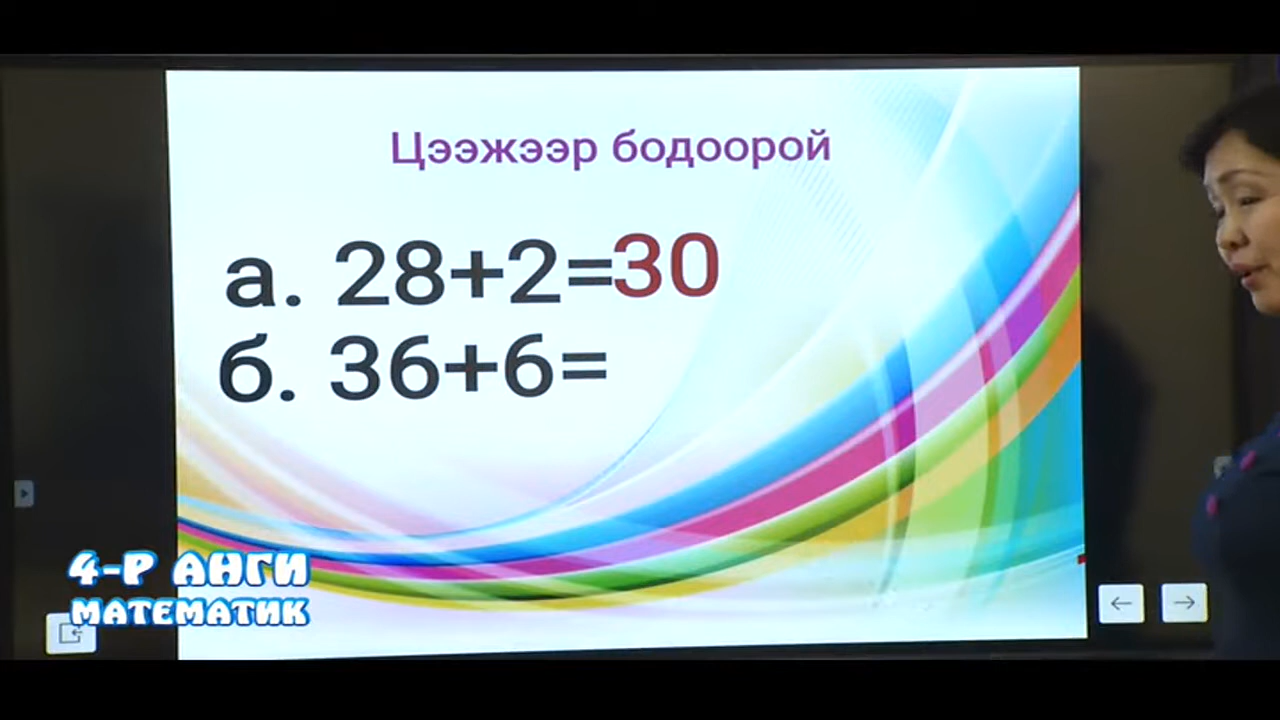 Цээжээр бодоорой
а. 28+2=30
б. 36+6=
4-Р АНГИ
МАТЕМАТИК